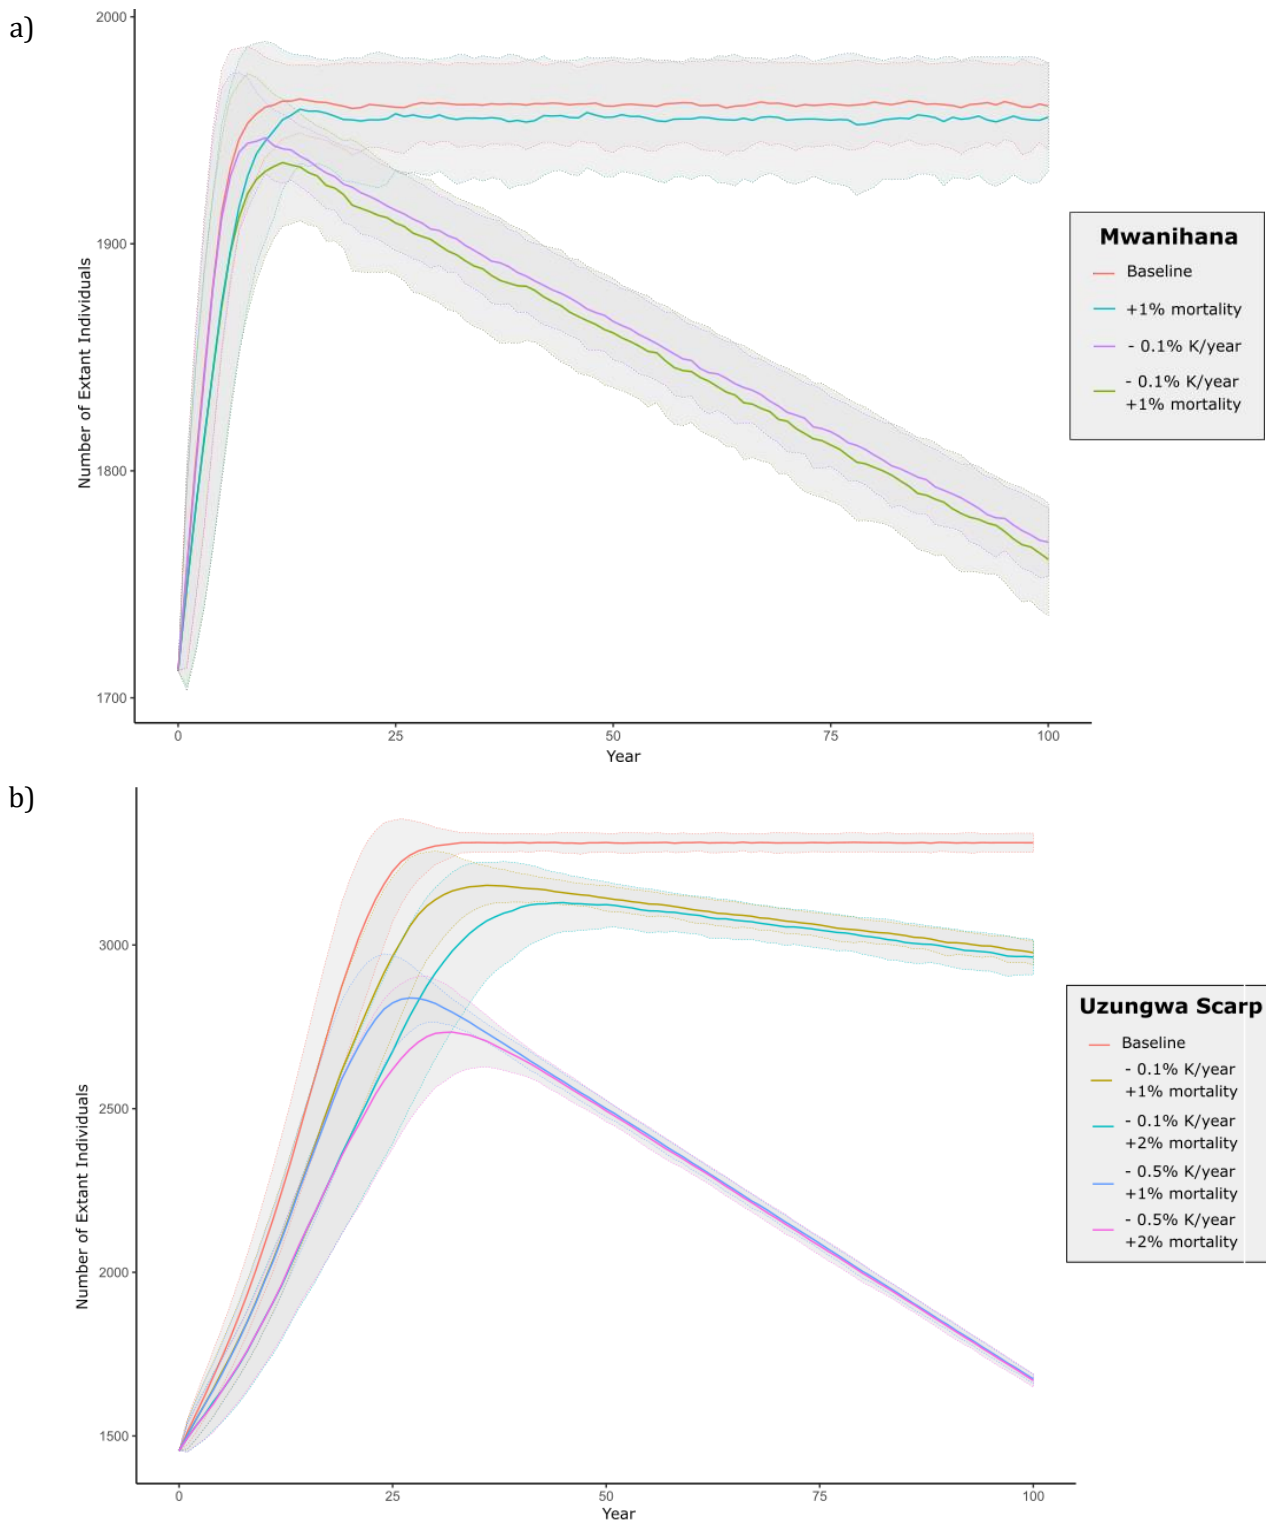 a)
2000
1900
1800
1700
Number of Extant Individuals
0 25 50 75 100
Year
Mwanihana
Baseline
+1% mortality
- 0.1% K/year
- 0.1% K/year
+1% mortality
b)
3000
2500
2000
1500
Number of Extant Individuals
0 25 50 75 100
Year
Uzungwa Scarp
Baseline
- 0.1% K/year
+1% mortality
- 0.1% K/year
+2% mortality
- 0.5% K/year
+1% mortality
- 0.5% K/year
+2% mortality